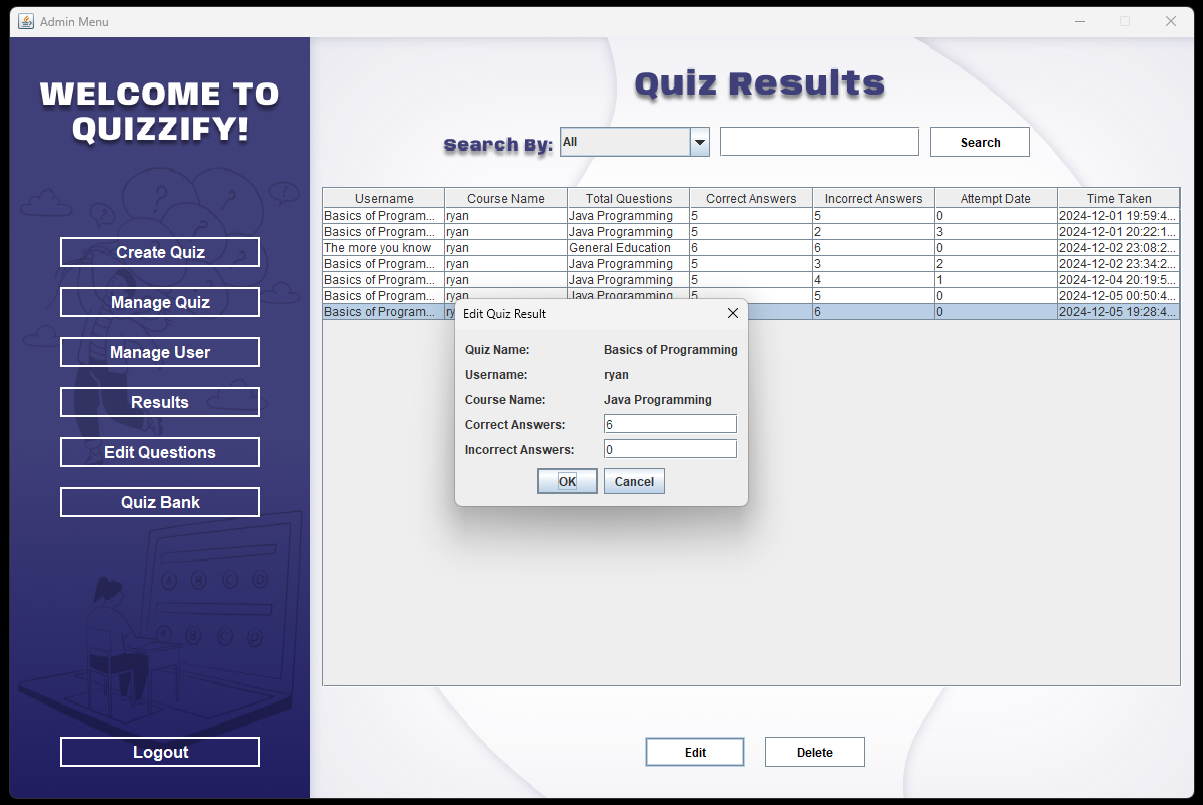 Admin Menu
WELCOME TO
QUIZZIFY!
Create Quiz
Manage Quiz
Manage User
Results
Edit Questions
Quiz Bank
Logout
Quiz Results
Search By: All Search
Username Course Name Total Questions Correct Answers Incorrect Answers Attempt Date Time Taken
Basics of Program... ryan Java Programming 5 5 0 2024-12-01 19:59:4...
Basics of Program... ryan Java Programming 5 2 3 2024-12-01 20:22:1...
The more you know ryan General Education 6 6 0 2024-12-02 23:08:2...
Basics of Program... ryan Java Programming 5 3 2 2024-12-02 23:34:2...
Basics of Program... ryan Java Programming 5 4 1 2024-12-04 20:19:5...
Basics of Program... ryan Java Programming 5 5 0 2024-12-05 00:50:4...
Basics of Program... 6 0 2024-12-05 19:28:4...
Edit Quiz Result
Quiz Name: Basics of Programming
Username: ryan
Course Name: Java Programming
Correct Answers: 6
Incorrect Answers: 0
OK Cancel
Edit Delete